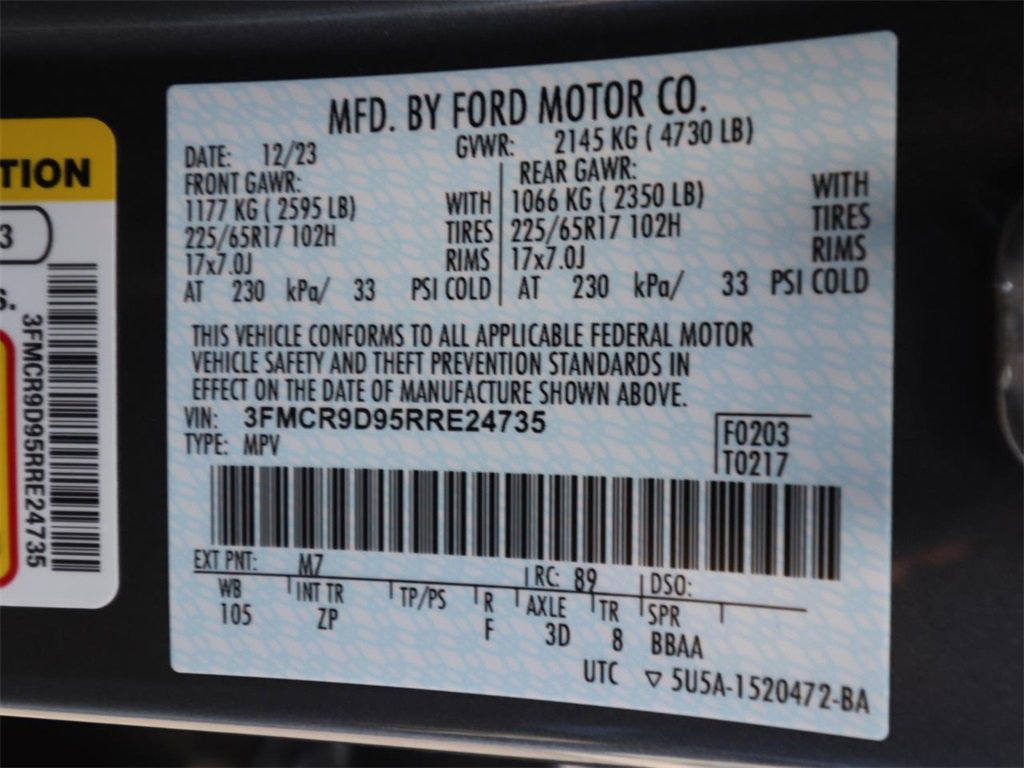 TION
3
S.
3FMCR9D95RRE24735
MFD. BY FORD MOTOR CO.
DATE: 12/23 GVWR: 2145 KG ( 4730 LB)
FRONT GAWR: REAR GAWR:
1177 KG ( 2595 LB) WITH 1066 KG ( 2350 LB) WITH
225/65R17 102H TIRES 225/65R17 102H TIRES
17x7.0J RIMS 17x7.0J RIMS
AT 230 kPa/ 33 PSI COLD AT 230 kPa/ 33 PSI COLD
THIS VEHICLE CONFORMS TO ALL APPLICABLE FEDERAL MOTOR
VEHICLE SAFETY AND THEFT PREVENTION STANDARDS IN
EFFECT ON THE DATE OF MANUFACTURE SHOWN ABOVE.
VIN: 3FMCR9D95RRE24735
TYPE: MPV
F0203
T0217
EXT PNT: M7 RC: 89 DSO:
WB INT TR TP/PS R AXLE TR SPR
105 ZP F 3D 8 BBAA
UTC ▽ 5U5A-1520472-BA